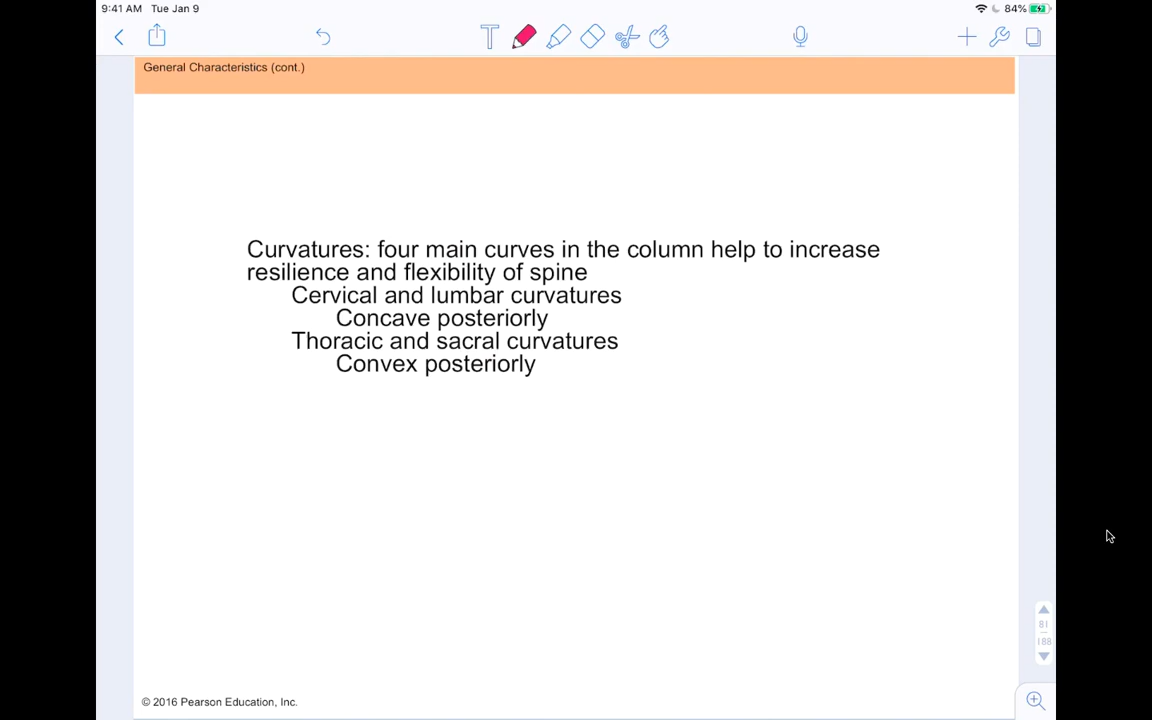 9:41 AM Tue Jan 9
84%
T
General Characteristics (cont.)
Curvatures: four main curves in the column help to increase
resilience and flexibility of spine
Cervical and lumbar curvatures
Concave posteriorly
Thoracic and sacral curvatures
Convex posteriorly
81
188
© 2016 Pearson Education, Inc.